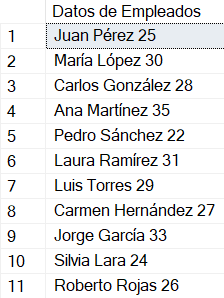 Datos de Empleados
1 Juan Pérez 25
2 María López 30
3 Carlos González 28
4 Ana Martínez 35
5 Pedro Sánchez 22
6 Laura Ramírez 31
7 Luis Torres 29
8 Carmen Hernández 27
9 Jorge García 33
10 Silvia Lara 24
11 Roberto Rojas 26